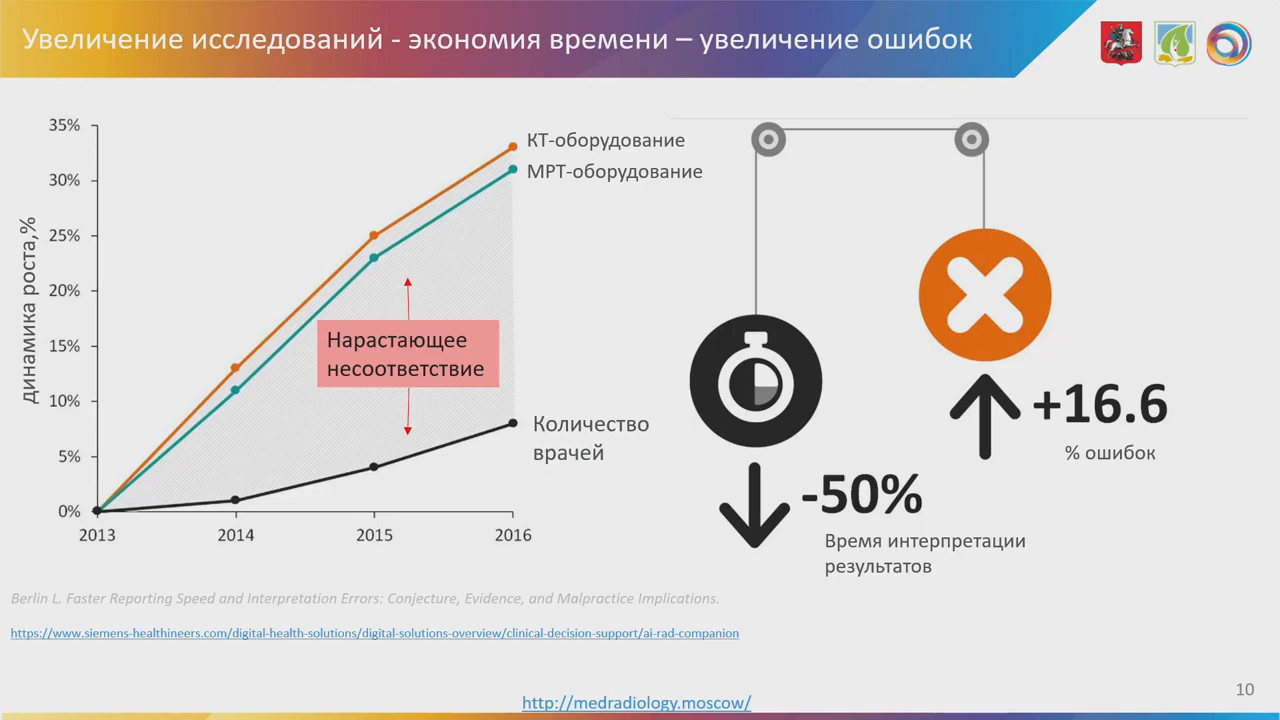 Увеличение исследований - экономия времени – увеличение ошибок
35%
30%
25%
20%
15%
10%
5%
0%
динамика роста,%
2013
2014
2015
2016
КТ-оборудование
МРТ-оборудование
Нарастающее
несоответствие
Количество
врачей
+16.6
% ошибок
-50%
Время интерпретации
результатов
Berlin L. Faster Reporting Speed and Interpretation Errors: Conjecture, Evidence, and Malpractice Implications.
https://www.siemens-healthineers.com/digital-health-solutions/digital-solutions-overview/clinical-decision-support/ai-rad-companion
10
http://medradiology.moscow/